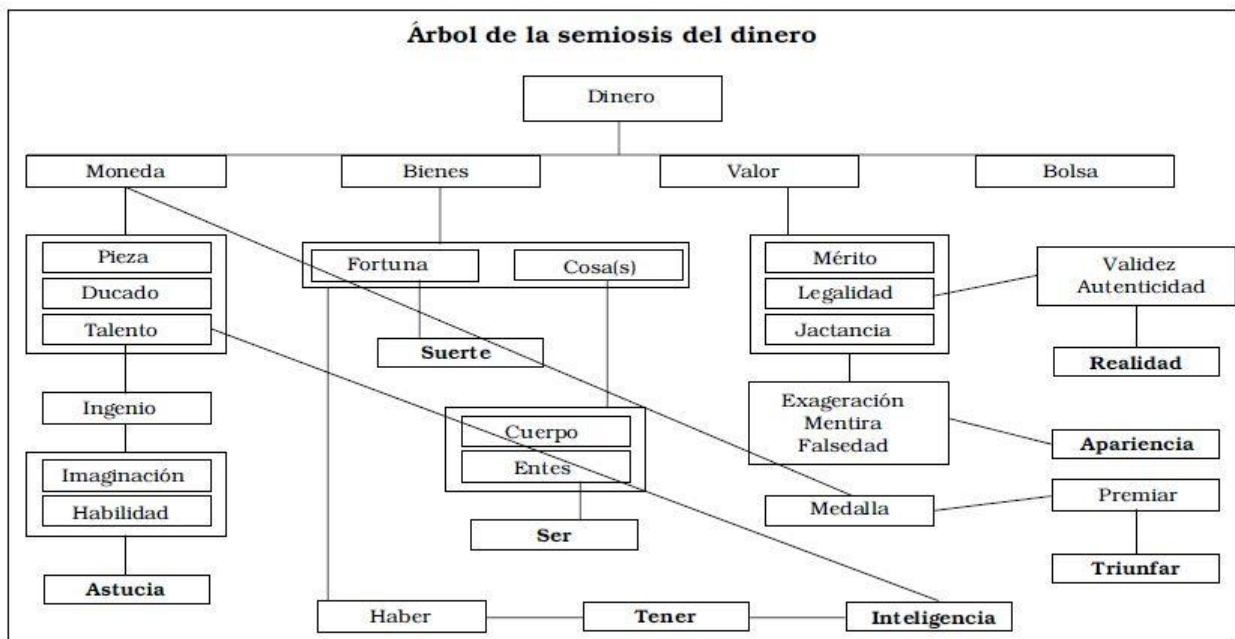 Árbol de la semiosis del dinero
Dinero
Moneda
Bienes
Valor
Bolsa
Pieza
Ducado
Talento
Fortuna
Cosa(s)
Mérito
Legalidad
Jactancia
Validez
Autenticidad
Suerte
Realidad
Ingenio
Exageración
Mentira
Falsedad
Cuerpo
Entes
Apariencia
Imaginación
Habilidad
Medalla
Premiar
Ser
Triunfar
Astucia
Haber
Tener
Inteligencia